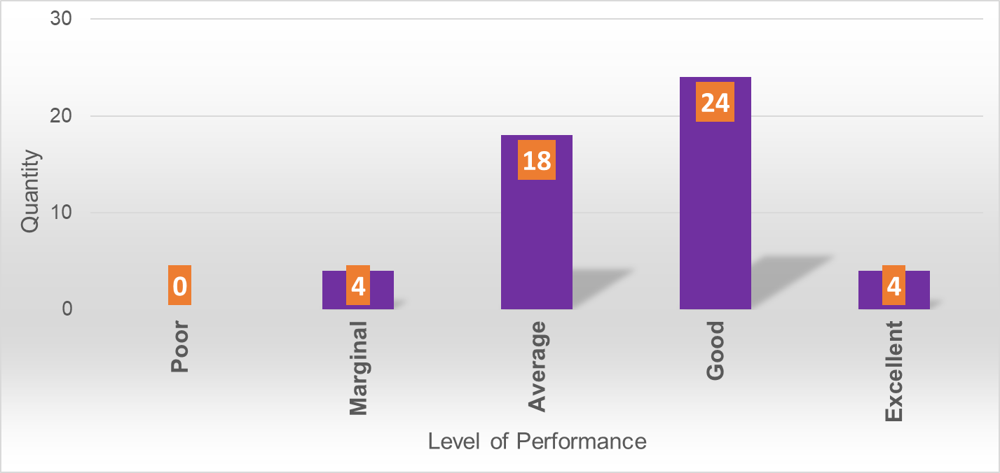 30
20
10
0
Quantity
0
4
18
24
4
Poor
Marginal
Average
Good
Excellent
Level of Performance